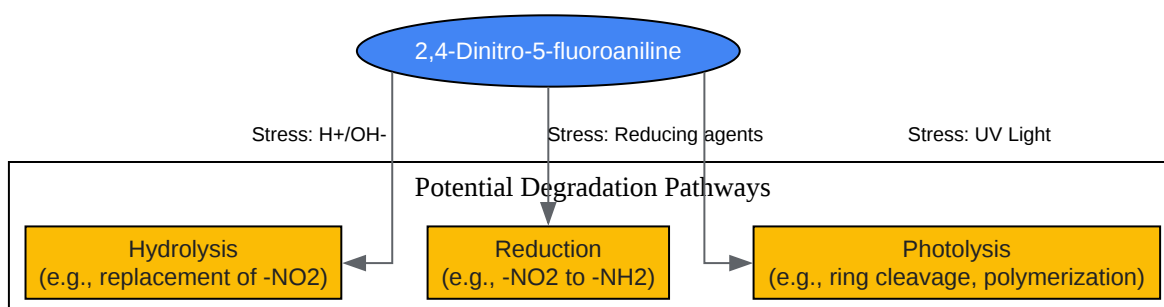 2,4-Dinitro-5-fluoroaniline
Stress: H+/OH-
Stress: Reducing agents
Stress: UV Light
Potential Degradation Pathways
Hydrolysis
(e.g., replacement of -NO2)
Reduction
(e.g., -NO2 to -NH2)
Photolysis
(e.g., ring cleavage, polymerization)